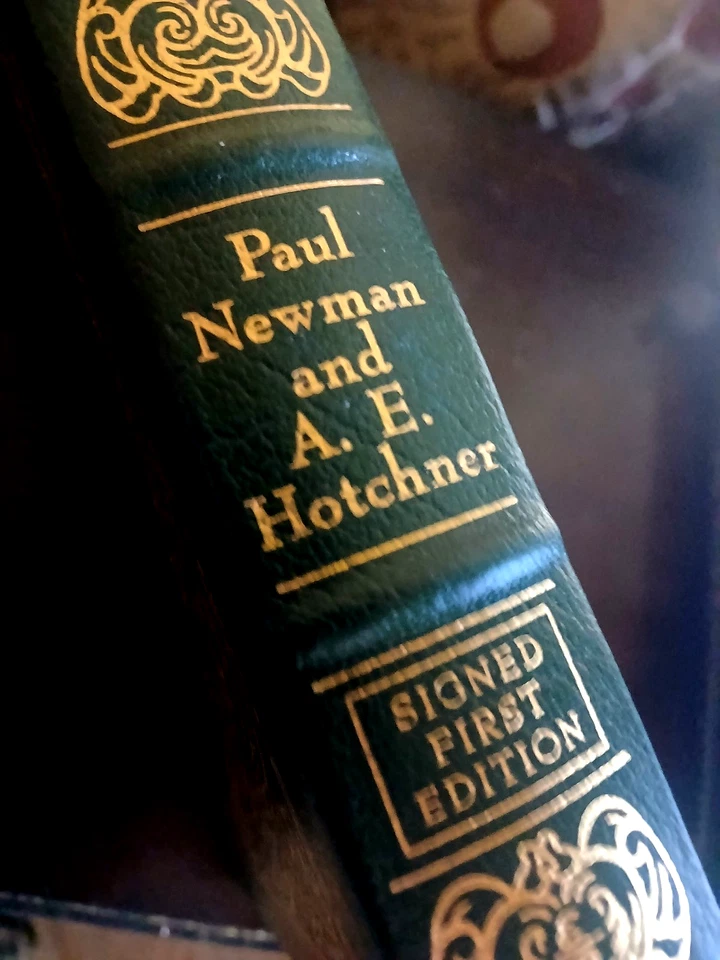 Paul
Newman
and
A. E.
Hotchner
SIGNED
FIRST
EDITION